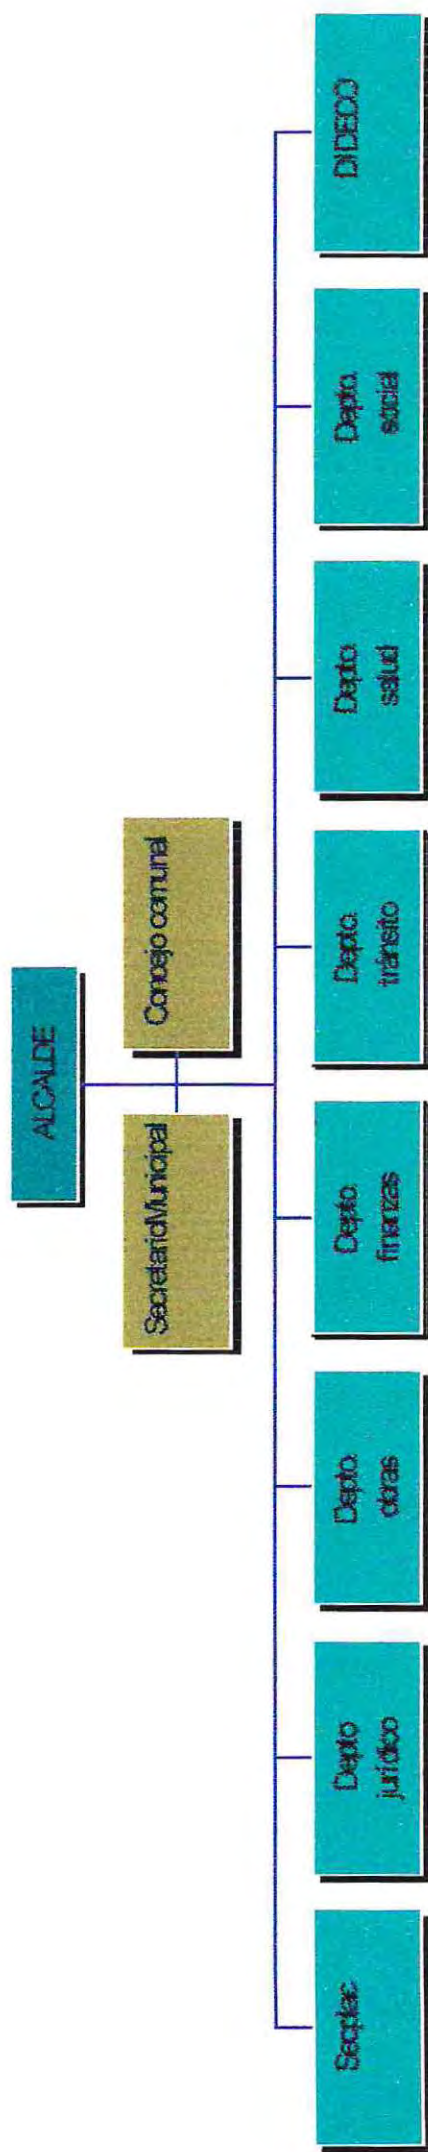 ALCALDE
Secretario Municipal
Concejo comunal
Secplac
Depto
jurídico
Depto.
obras
Depto.
finanzas
Depto.
tránsito
Depto.
salud
Depto.
social
DIDECO